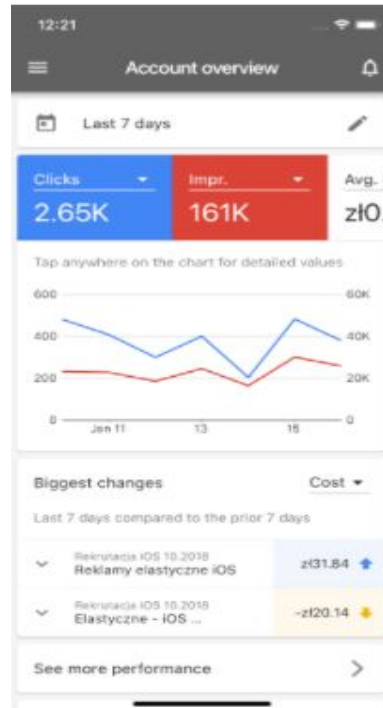 12:21
Account overview
Last 7 days
Clicks Impr. Avg.
2.65K 161K zł0.
Tap anywhere on the chart for detailed values
600 60K
400 40K
200 20K
0 0
Jan 11 13 15
Biggest changes Cost
Last 7 days compared to the prior 7 days
Rekrutacja iOS 10.2018
Reklamy elastyczne iOS zł31.84
Rekrutacja iOS 10.2018
Elastyczne - iOS ... -zł20.14
See more performance